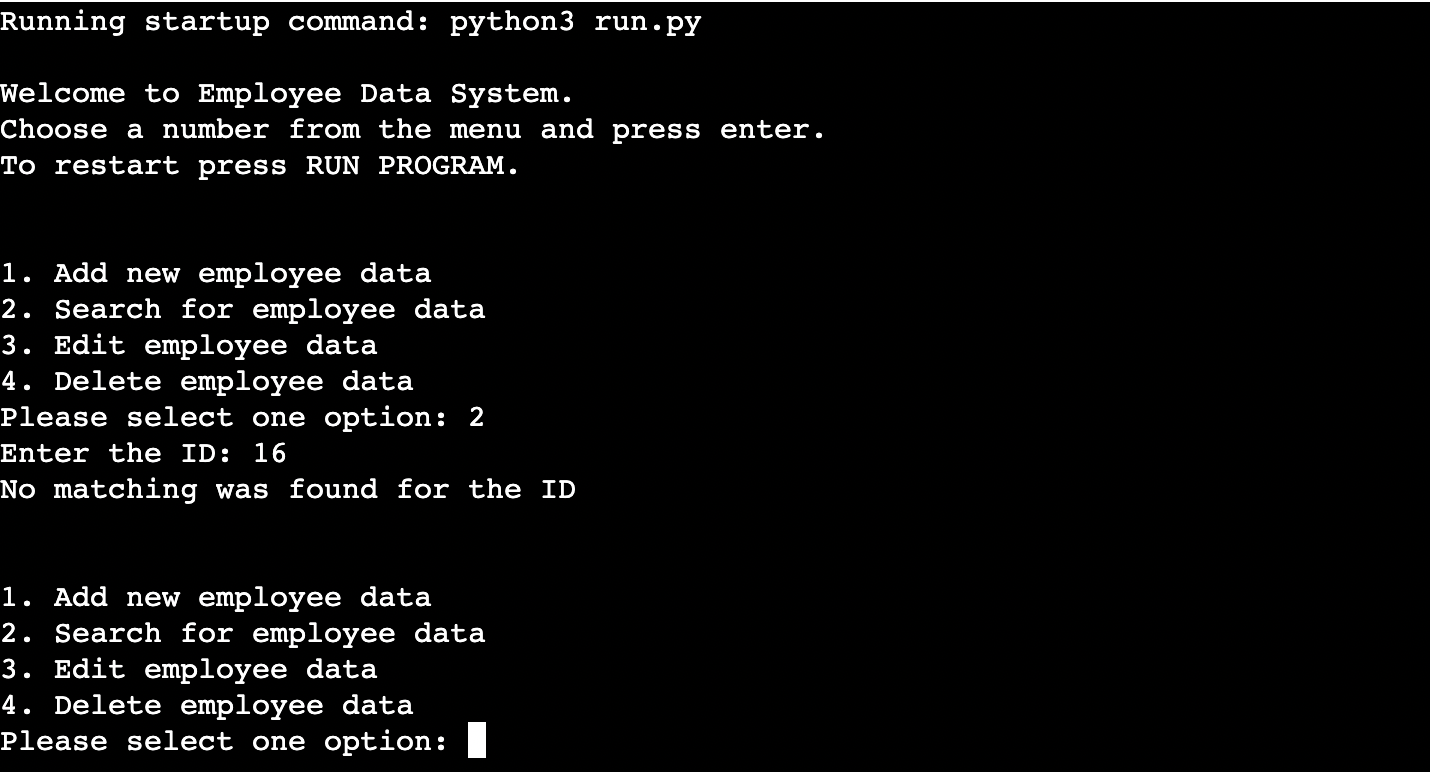 Running startup command: python3 run.py
Welcome to Employee Data System.
Choose a number from the menu and press enter.
To restart press RUN PROGRAM.
1. Add new employee data
2. Search for employee data
3. Edit employee data
4. Delete employee data
Please select one option: 2
Enter the ID: 16
No matching was found for the ID
1. Add new employee data
2. Search for employee data
3. Edit employee data
4. Delete employee data
Please select one option: